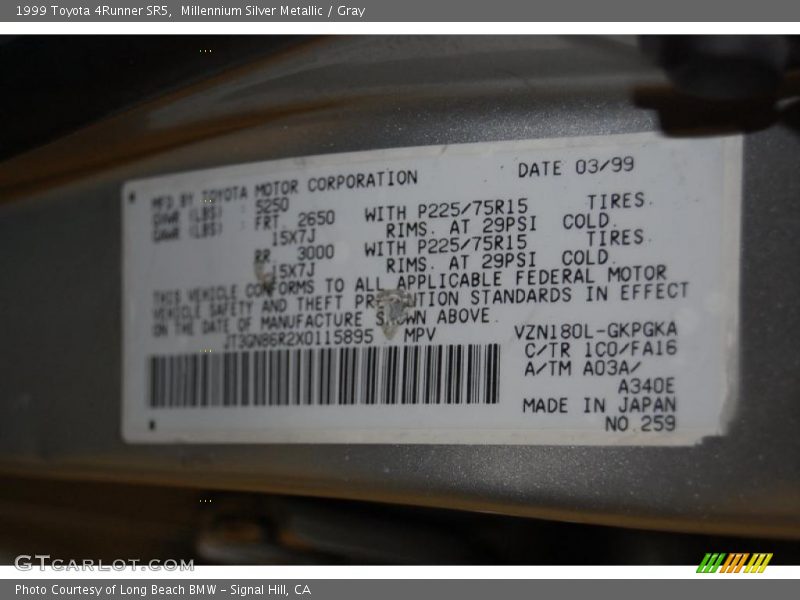 1999 Toyota 4Runner SR5, Millennium Silver Metallic / Gray
MFD BY TOYOTA MOTOR CORPORATION DATE 03/99
GVWR (LBS) : 5250
GAWR (LBS) : FRT 2650 WITH P225/75R15 TIRES.
15X7J RIMS. AT 29PSI COLD.
RR 3000 WITH P225/75R15 TIRES.
15X7J RIMS. AT 29PSI COLD.
THIS VEHICLE CONFORMS TO ALL APPLICABLE FEDERAL MOTOR
VEHICLE SAFETY AND THEFT STANDARDS IN EFFECT
ON THE DATE OF MANUFACTURE SHOWN ABOVE.
JT3GN86R2X0115895 MPV
VZN180L-GKPGKA
C/TR 1C0/FA16
A/TM A03A/
A340E
MADE IN JAPAN
NO.259
GTCARLOT.COM
Photo Courtesy of Long Beach BMW - Signal Hill, CA